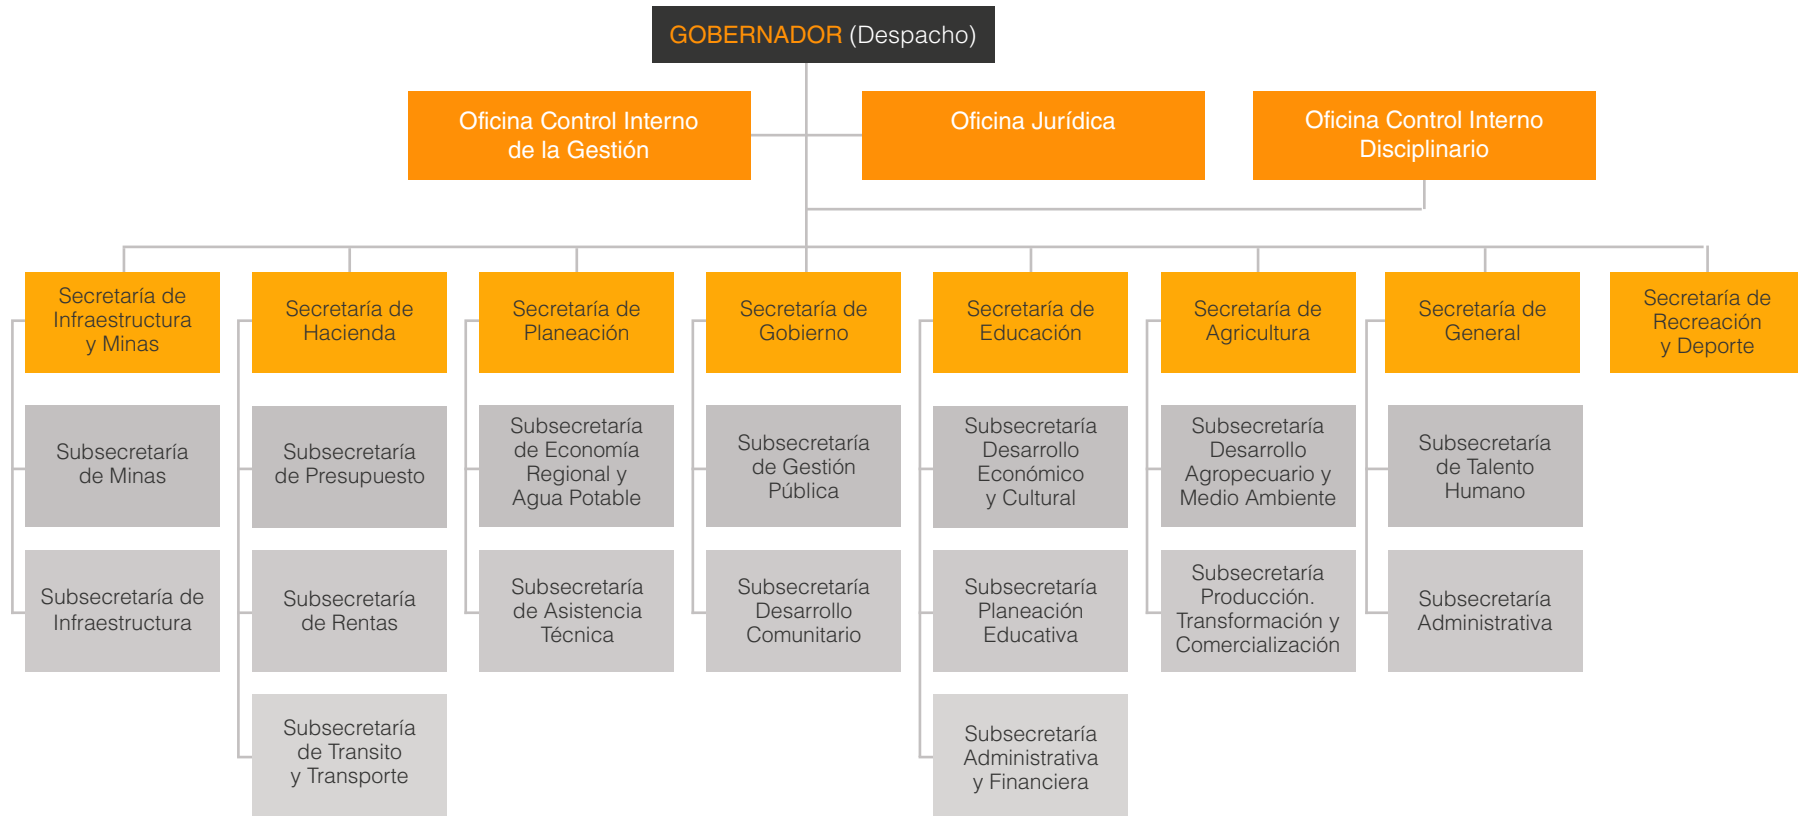 GOBERNADOR (Despacho)
Oficina Control Interno
de la Gestión
Oficina Jurídica
Oficina Control Interno
Disciplinario
Secretaría de
Infraestructura
y Minas
Secretaría de
Hacienda
Secretaría de
Planeación
Secretaría de
Gobierno
Secretaría de
Educación
Secretaría de
Agricultura
Secretaría de
General
Secretaría de
Recreación
y Deporte
Subsecretaría
de Minas
Subsecretaría
de Presupuesto
Subsecretaría
de Economía
Regional y
Agua Potable
Subsecretaría
de Gestión
Pública
Subsecretaría
Desarrollo
Económico
y Cultural
Subsecretaría
Desarrollo
Agropecuario y
Medio Ambiente
Subsecretaría
de Talento
Humano
Subsecretaría de
Infraestructura
Subsecretaría
de Rentas
Subsecretaría
de Asistencia
Técnica
Subsecretaría
Desarrollo
Comunitario
Subsecretaría
Planeación
Educativa
Subsecretaría
Producción.
Transformación y
Comercialización
Subsecretaría
Administrativa
Subsecretaría
de Transito
y Transporte
Subsecretaría
Administrativa
y Financiera